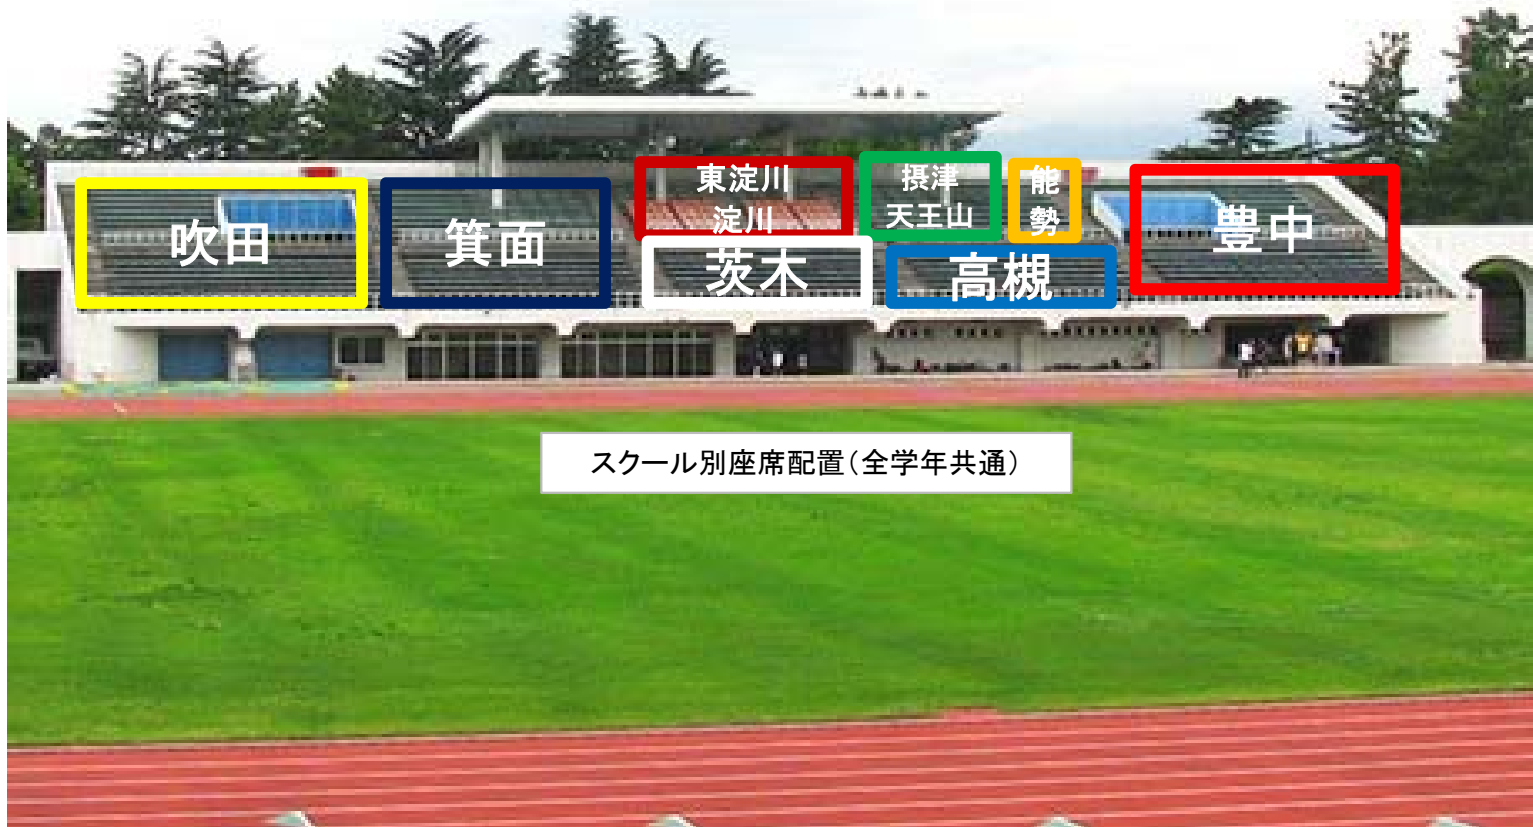 吹田
箕面
東淀川
淀川
茨木
摂津
天王山
能
勢
高槻
豊中
スクール別座席配置(全学年共通)